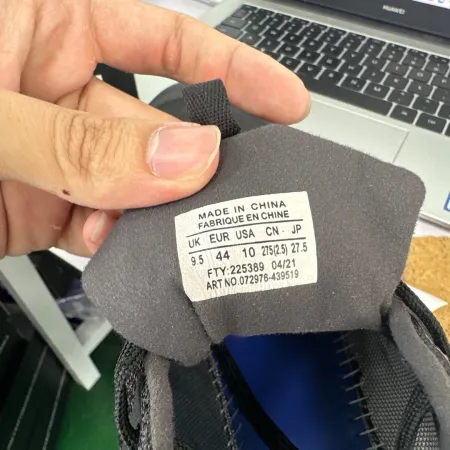 HUAWEI
MADE IN CHINA
FABRIQUE EN CHINE
UK EUR USA CN · JP
9.5 44 10 275(2.5) 27.5
FTY:225389 04/21
ART NO.072976-439519